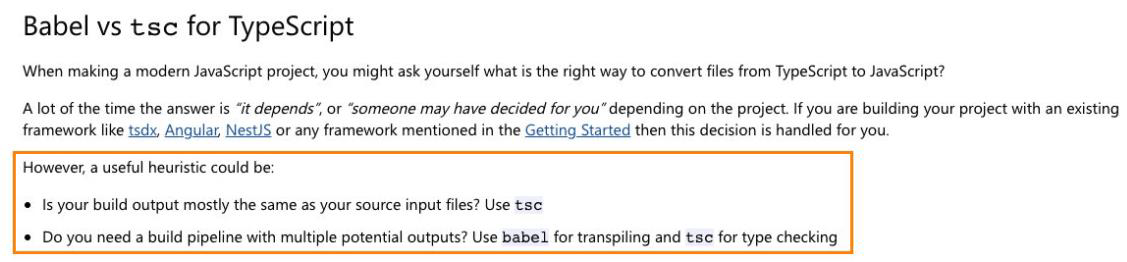 Babel vs tsc for TypeScript
When making a modern JavaScript project, you might ask yourself what is the right way to convert files from TypeScript to JavaScript?
A lot of the time the answer is “it depends”, or “someone may have decided for you” depending on the project. If you are building your project with an existing
framework like tsdx, Angular, NestJS or any framework mentioned in the Getting Started then this decision is handled for you.
However, a useful heuristic could be:
• Is your build output mostly the same as your source input files? Use tsc
• Do you need a build pipeline with multiple potential outputs? Use babel for transpiling and tsc for type checking